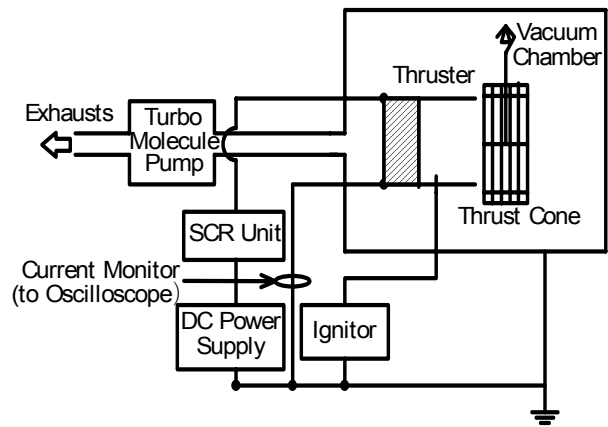 Vacuum
Chamber
Thruster
Exhausts
Turbo
Molecule
Pump
Thrust Cone
SCR Unit
Current Monitor
(to Oscilloscope)
DC Power
Supply
Ignitor